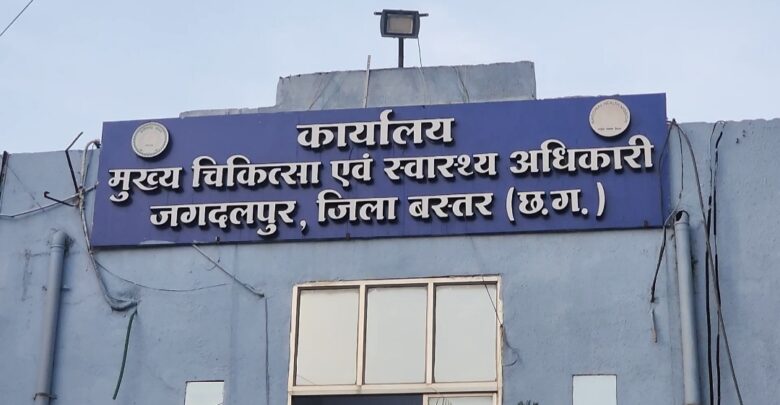 कार्यालय
मुख्य चिकित्सा एवं स्वास्थ्य अधिकारी
जगदलपुर, जिला बस्तर (छ.ग.)